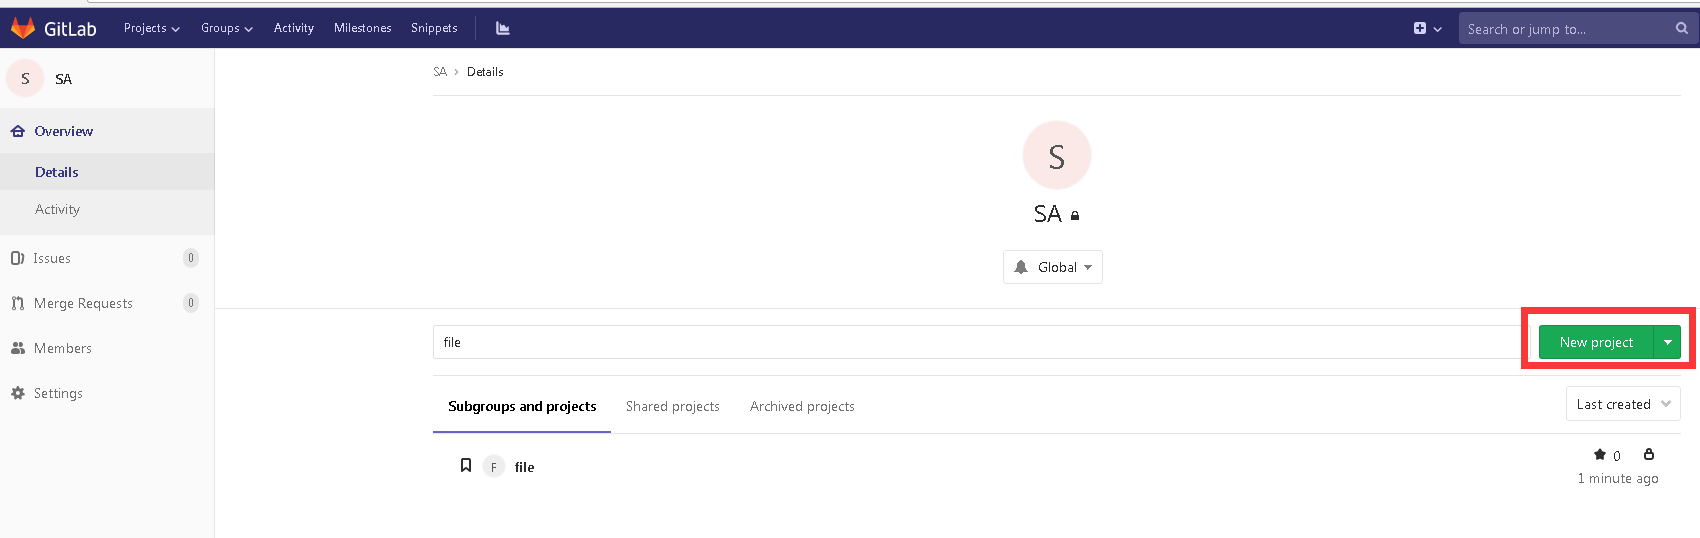 GitLab Projects Groups Activity Milestones Snippets Search or jump to...
S SA
Overview
Details
Activity
Issues 0
Merge Requests 0
Members
Settings
SA › Details
S
SA
Global
file New project
Subgroups and projects Shared projects Archived projects Last created
F file 0
1 minute ago